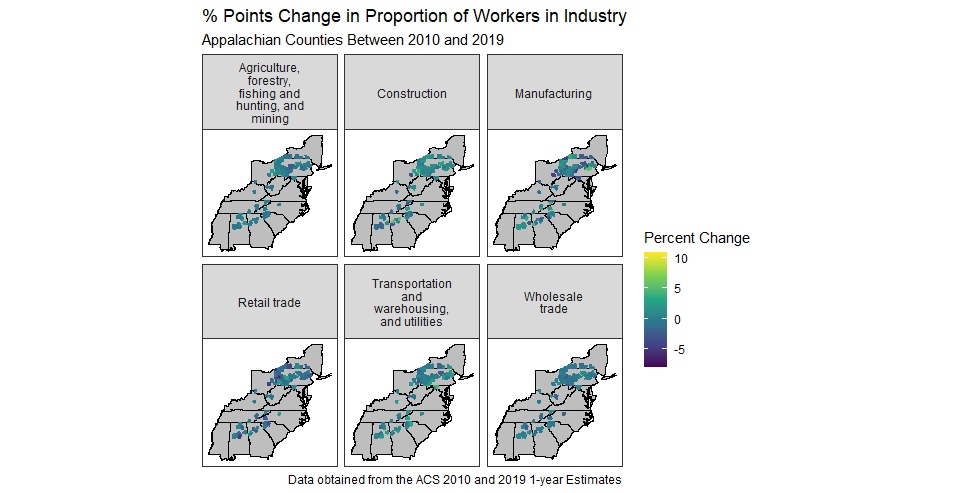 % Points Change in Proportion of Workers in Industry
Appalachian Counties Between 2010 and 2019
Agriculture,
forestry,
fishing and
hunting, and
mining
Construction
Manufacturing
Retail trade
Transportation
and
warehousing,
and utilities
Wholesale
trade
Percent Change
10
5
0
-5
Data obtained from the ACS 2010 and 2019 1-year Estimates